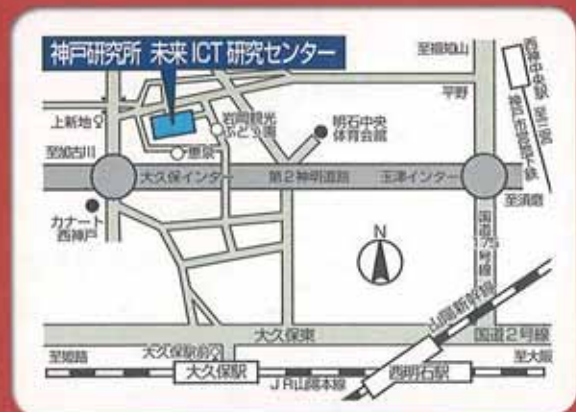 神戸研究所 未来 ICT 研究センター
至福知山
西神中央駅 至三宮
神戸市営地下鉄
平野
上新地
岩岡観光
ぶどう園
明石中央
体育会館
至加古川
恵泉
大久保インター
第2神明道路
玉津インター
至須磨
カナート
西神戸
N
国道175号線
山陽新幹線
大久保東
国道2号線
至姫路
大久保駅前
至大阪
大久保駅
JR山陽本線
西明石駅